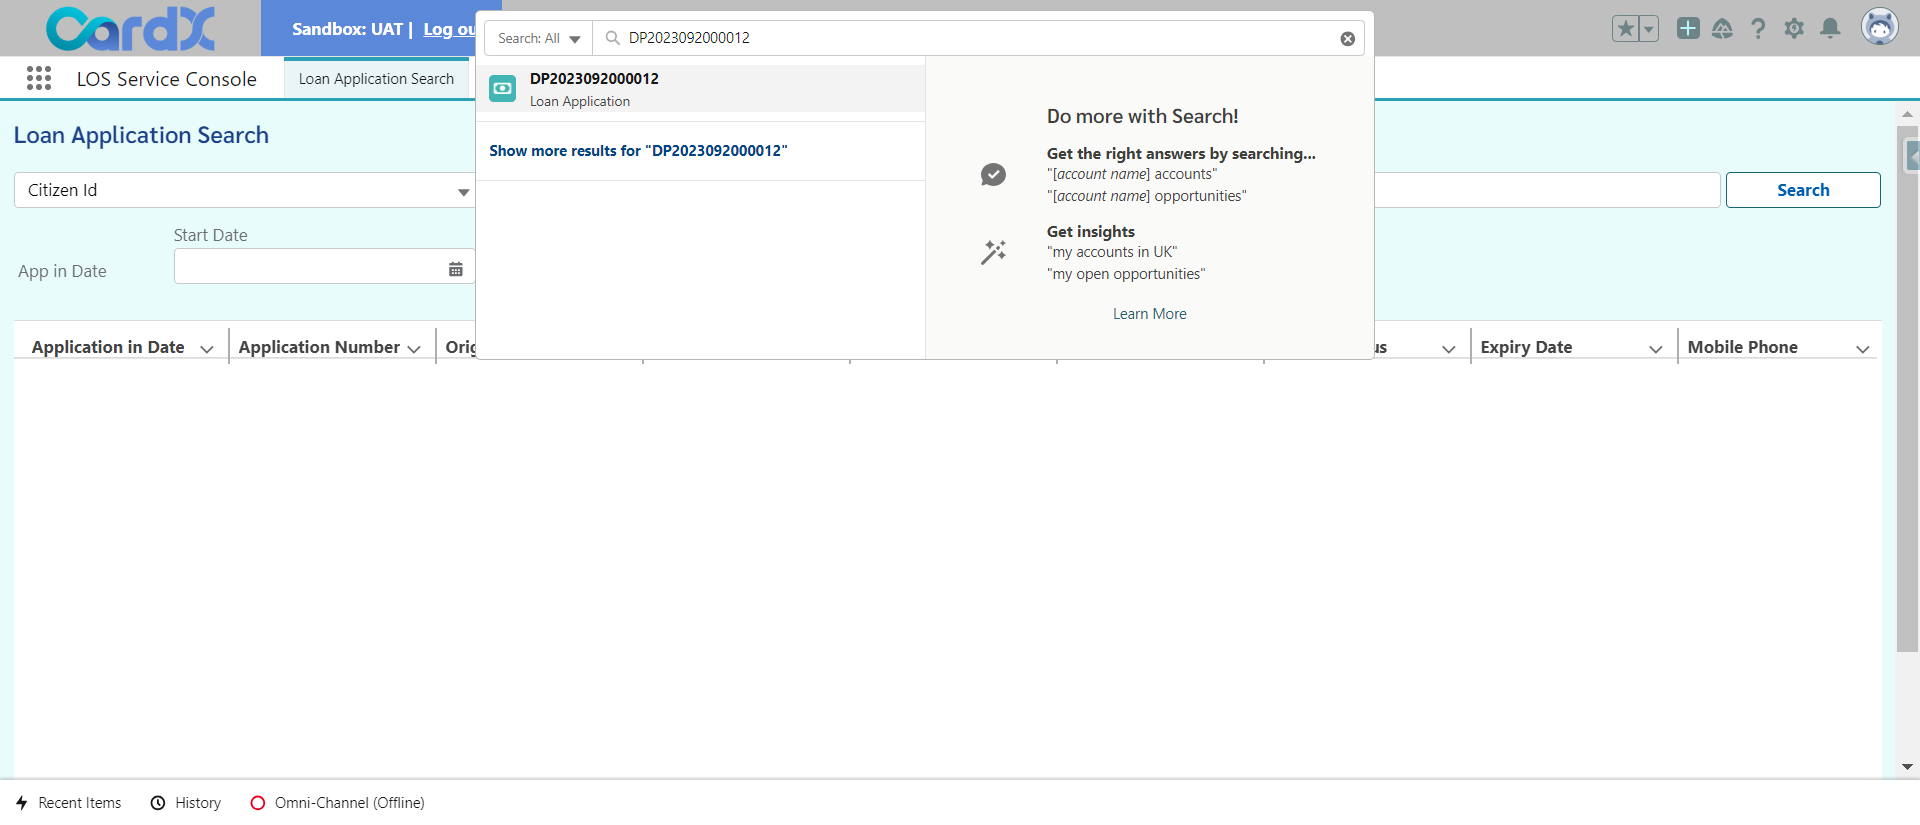 CardX
Sandbox: UAT | Log ou
Search: All
DP2023092000012
LOS Service Console
Loan Application Search
DP2023092000012
Loan Application
Show more results for "DP2023092000012"
Do more with Search!
Get the right answers by searching...
"[account name] accounts"
"[account name] opportunities"
Get insights
"my accounts in UK"
"my open opportunities"
Learn More
Loan Application Search
Citizen Id
Search
Start Date
App in Date
Application in Date
Application Number
Orig
us
Expiry Date
Mobile Phone
Recent Items
History
Omni-Channel (Offline)